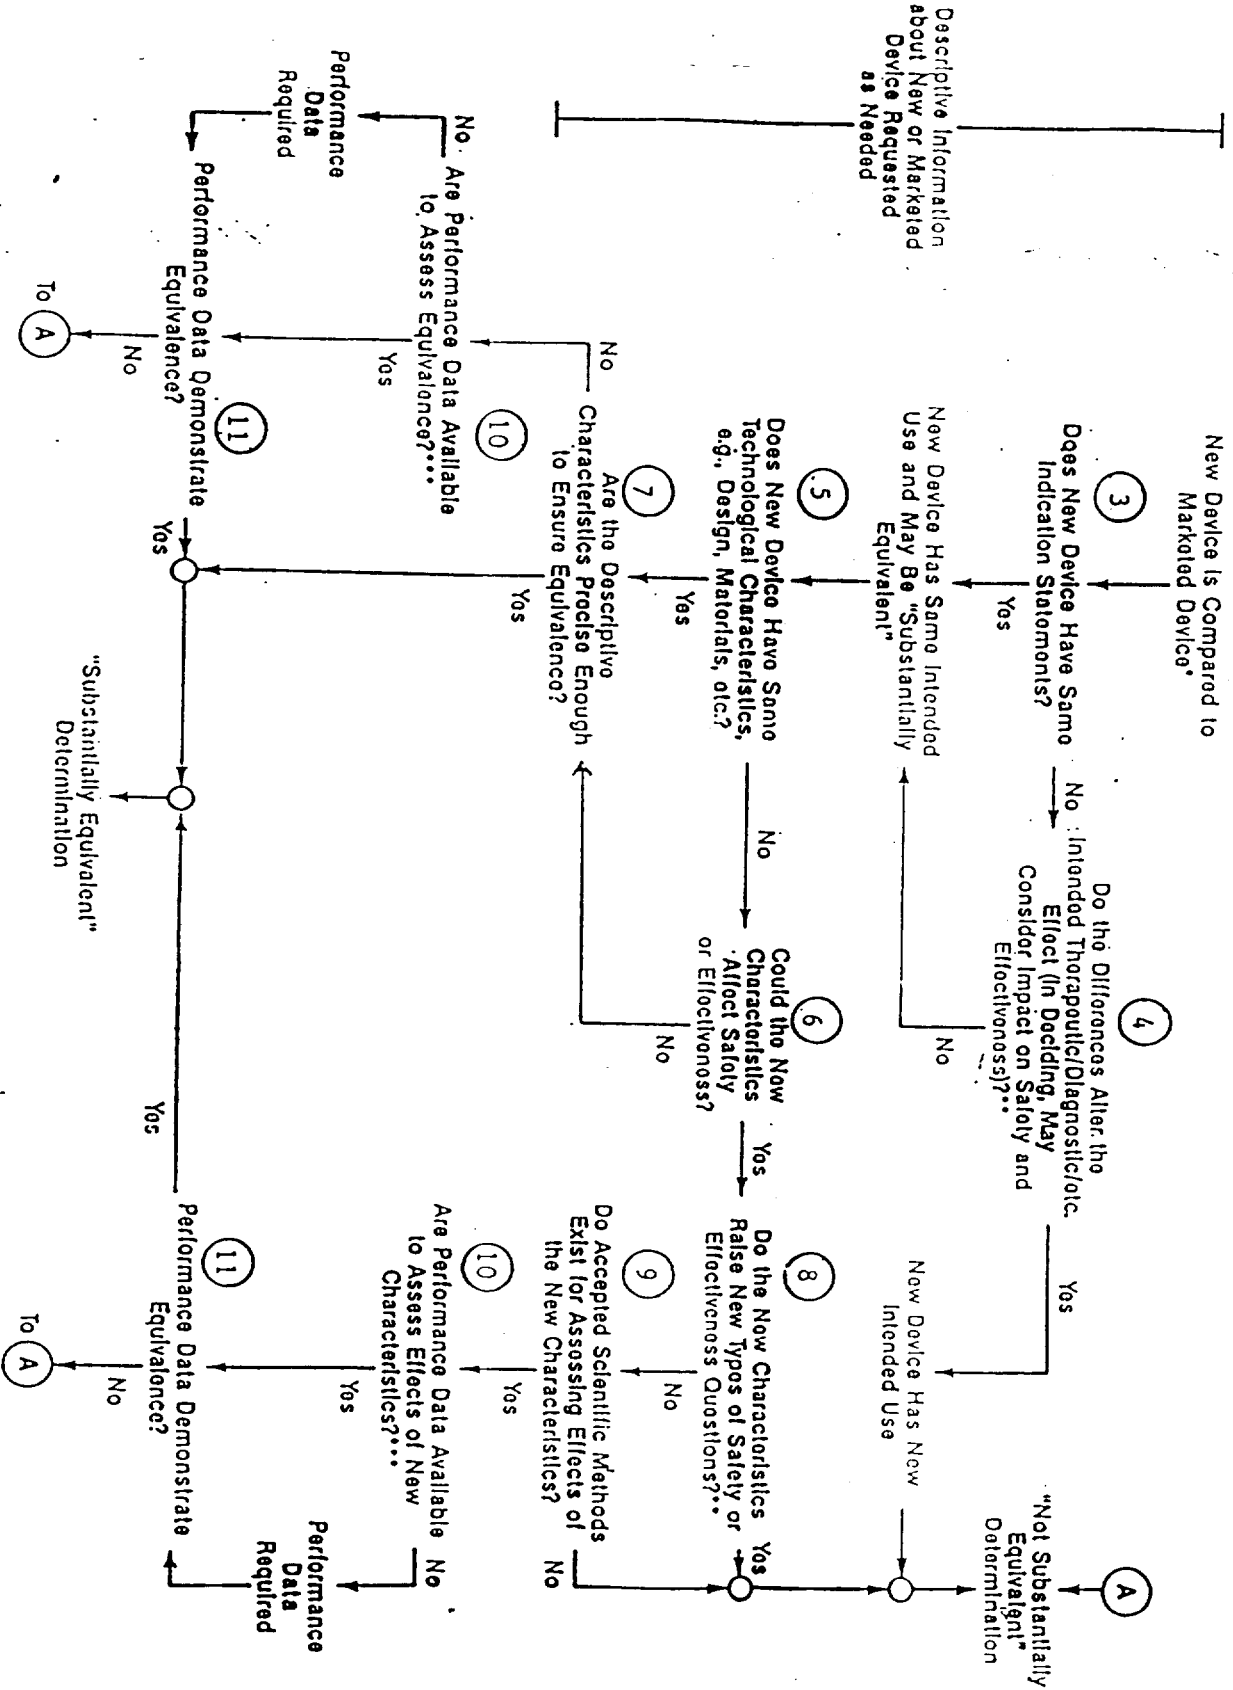 New Device is Compared to
Marketed Device*
Descriptive Information
about New or Marketed
Device Requested
as Needed
3
Does New Device Have Same
Indication Statements?
No
Yes
4
Do the Differences Alter the
Intended Therapeutic/Diagnostic/etc.
Effect (In Deciding, May
Consider Impact on Safety and
Effectiveness)?**
Yes
No
New Device Has New
Intended Use
A
"Not Substantially
Equivalent"
Determination
New Device Has Same Intended
Use and May Be "Substantially
Equivalent"
5
Does New Device Have Same
Technological Characteristics,
e.g., Design, Materials, etc.?
No
Yes
6
Could the New
Characteristics
Affect Safety
or Effectiveness?
Yes
No
8
Do the New Characteristics
Raise New Types of Safety or
Effectiveness Questions?**
Yes
No
7
Are the Descriptive
Characteristics Precise Enough
to Ensure Equivalence?
No
Yes
9
Do Accepted Scientific Methods
Exist for Assessing Effects of
the New Characteristics?
No
Yes
10
Are Performance Data Available
to Assess Equivalence?***
No
Yes
Performance
Data
Required
10
Are Performance Data Available
to Assess Effects of New
Characteristics?***
No
Yes
Performance
Data
Required
11
Performance Data Demonstrate
Equivalence?
Yes
No
To A
11
Performance Data Demonstrate
Equivalence?
Yes
No
To A
"Substantially Equivalent"
Determination